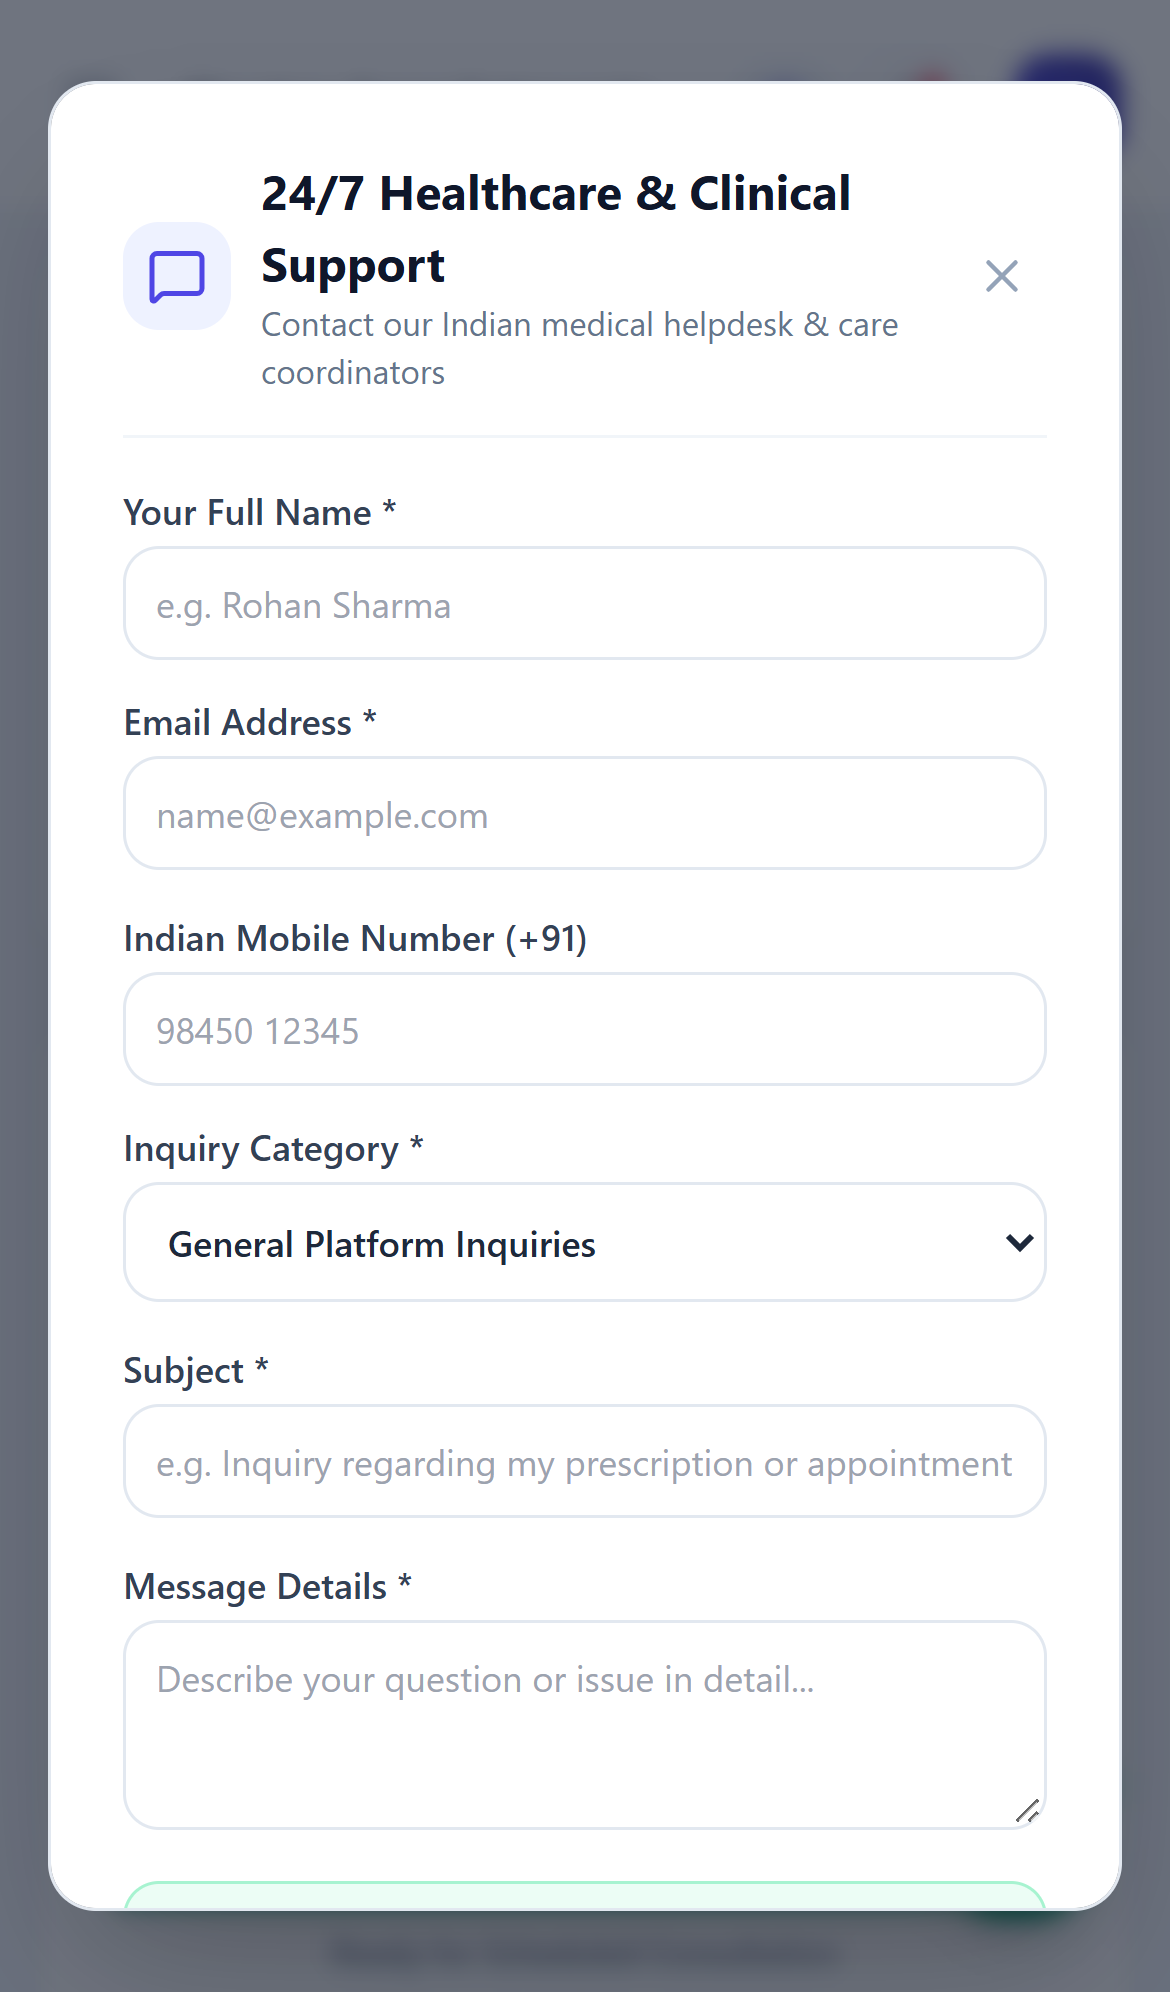 24/7 Healthcare & Clinical
Support
Contact our Indian medical helpdesk & care
coordinators
Your Full Name *
e.g. Rohan Sharma
Email Address *
name@example.com
Indian Mobile Number (+91)
98450 12345
Inquiry Category *
General Platform Inquiries
Subject *
e.g. Inquiry regarding my prescription or appointment
Message Details *
Describe your question or issue in detail...